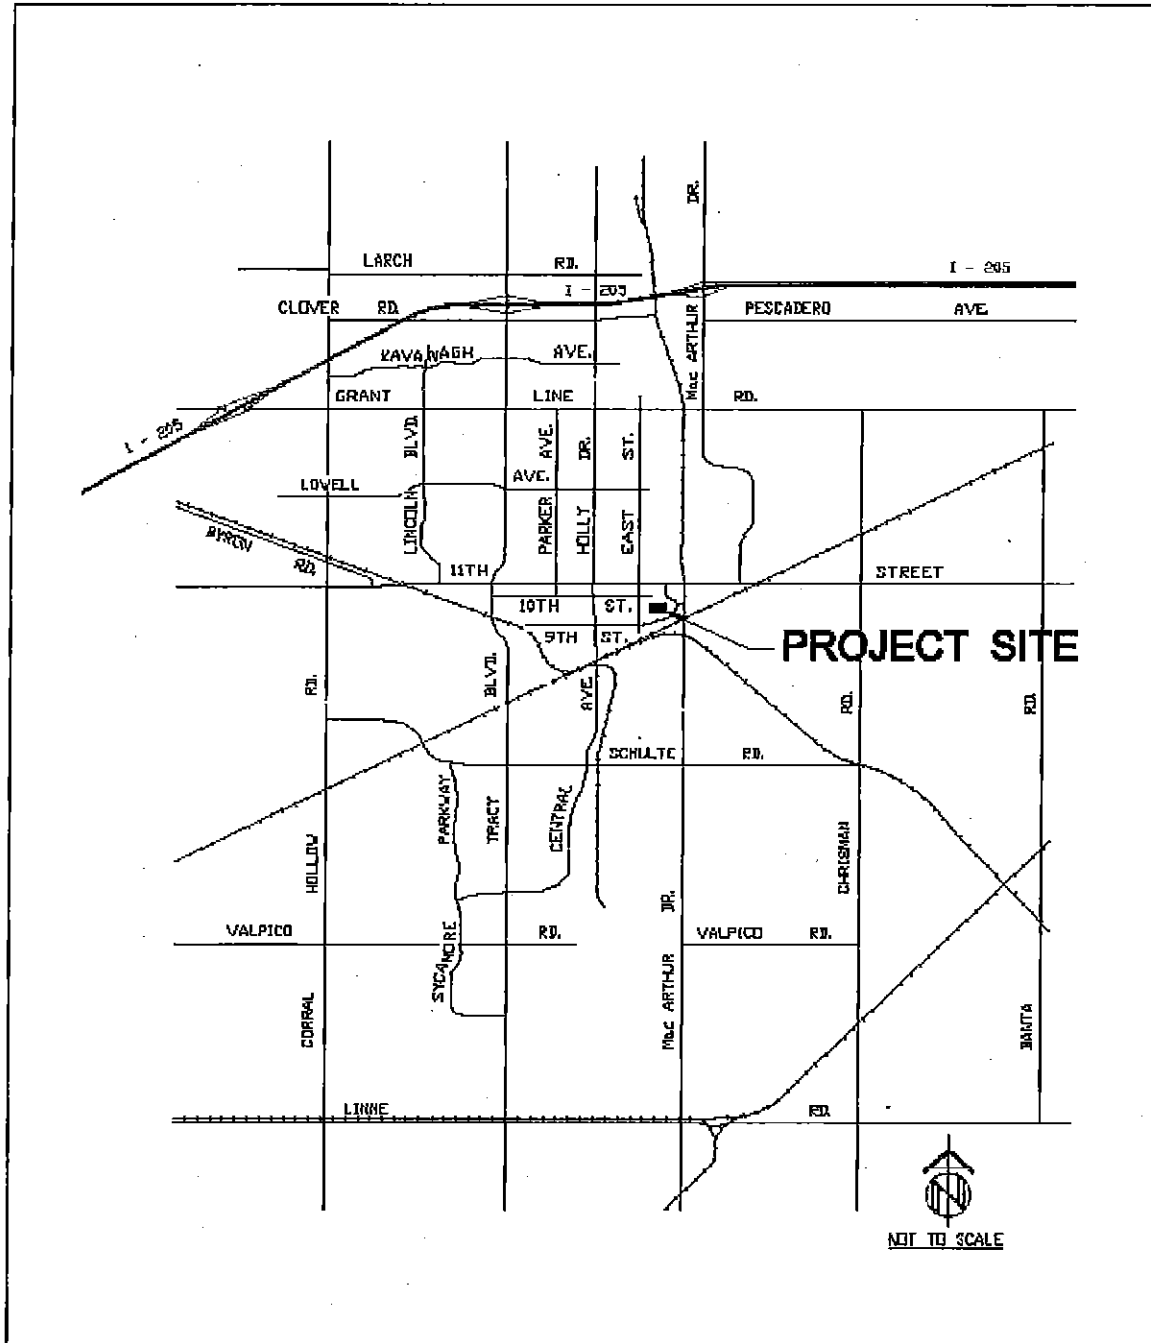 DR.
LARCH RD.
I - 205
I - 205
CLOVER RD.
PESCADERO AVE.
Mac ARTHUR
KAVANAGH AVE.
GRANT LINE RD.
I - 205
BLVD.
AVE.
DR.
ST.
LOVELL AVE.
LINCOLN
PARKER
HOLLY
EAST
BYRON RD.
11TH STREET
10TH ST.
9TH ST.
PROJECT SITE
RD.
BLVD.
AVE.
RD.
RD.
SCHULTE RD.
PARKWAY
TRACY
CENTRAL
HOLLOW
CHRISMAN
DR.
VALPICO RD.
VALPICO RD.
SYCAMORE
CORRAL
Mac ARTHUR
BANTA
LINNE RD.
N
NOT TO SCALE